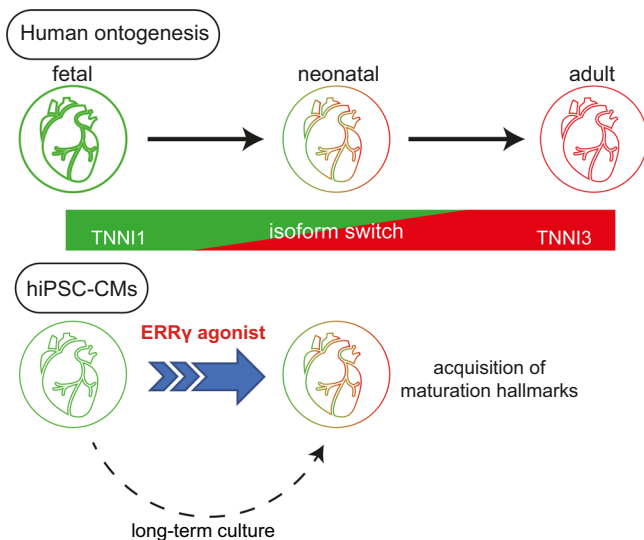 Human ontogenesis
fetal
neonatal
adult
TNNI1
isoform switch
TNNI3
hiPSC-CMs
ERRγ agonist
acquisition of
maturation hallmarks
long-term culture